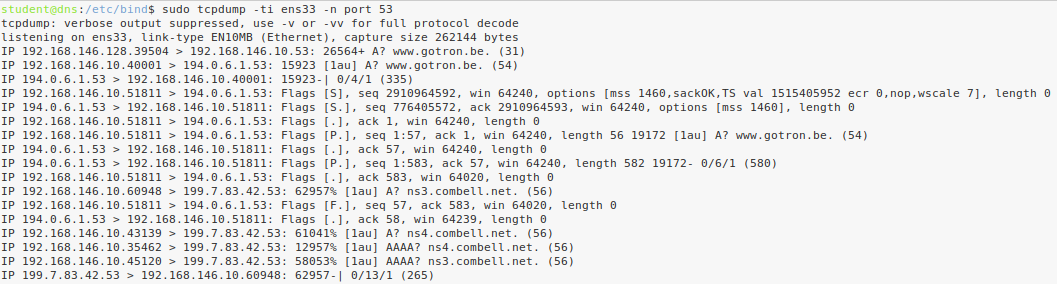 student@dns:/etc/bind$ sudo tcpdump -ti ens33 -n port 53
tcpdump: verbose output suppressed, use -v or -vv for full protocol decode
listening on ens33, link-type EN10MB (Ethernet), capture size 262144 bytes
IP 192.168.146.128.39504 > 192.168.146.10.53: 26564+ A? www.gotron.be. (31)
IP 192.168.146.10.40001 > 194.0.6.1.53: 15923 [1au] A? www.gotron.be. (54)
IP 194.0.6.1.53 > 192.168.146.10.40001: 15923-| 0/4/1 (335)
IP 192.168.146.10.51811 > 194.0.6.1.53: Flags [S], seq 2910964592, win 64240, options [mss 1460,sackOK,TS val 1515405952 ecr 0,nop,wscale 7], length 0
IP 194.0.6.1.53 > 192.168.146.10.51811: Flags [S.], seq 776405572, ack 2910964593, win 64240, options [mss 1460], length 0
IP 192.168.146.10.51811 > 194.0.6.1.53: Flags [.], ack 1, win 64240, length 0
IP 192.168.146.10.51811 > 194.0.6.1.53: Flags [P.], seq 1:57, ack 1, win 64240, length 56 19172 [1au] A? www.gotron.be. (54)
IP 194.0.6.1.53 > 192.168.146.10.51811: Flags [.], ack 57, win 64240, length 0
IP 194.0.6.1.53 > 192.168.146.10.51811: Flags [P.], seq 1:583, ack 57, win 64240, length 582 19172- 0/6/1 (580)
IP 192.168.146.10.51811 > 194.0.6.1.53: Flags [.], ack 583, win 64020, length 0
IP 192.168.146.10.60948 > 199.7.83.42.53: 62957% [1au] A? ns3.combell.net. (56)
IP 192.168.146.10.51811 > 194.0.6.1.53: Flags [F.], seq 57, ack 583, win 64020, length 0
IP 194.0.6.1.53 > 192.168.146.10.51811: Flags [.], ack 58, win 64239, length 0
IP 192.168.146.10.43139 > 199.7.83.42.53: 61041% [1au] A? ns4.combell.net. (56)
IP 192.168.146.10.35462 > 199.7.83.42.53: 12957% [1au] AAAA? ns4.combell.net. (56)
IP 192.168.146.10.45120 > 199.7.83.42.53: 58053% [1au] AAAA? ns3.combell.net. (56)
IP 199.7.83.42.53 > 192.168.146.10.60948: 62957-| 0/13/1 (265)